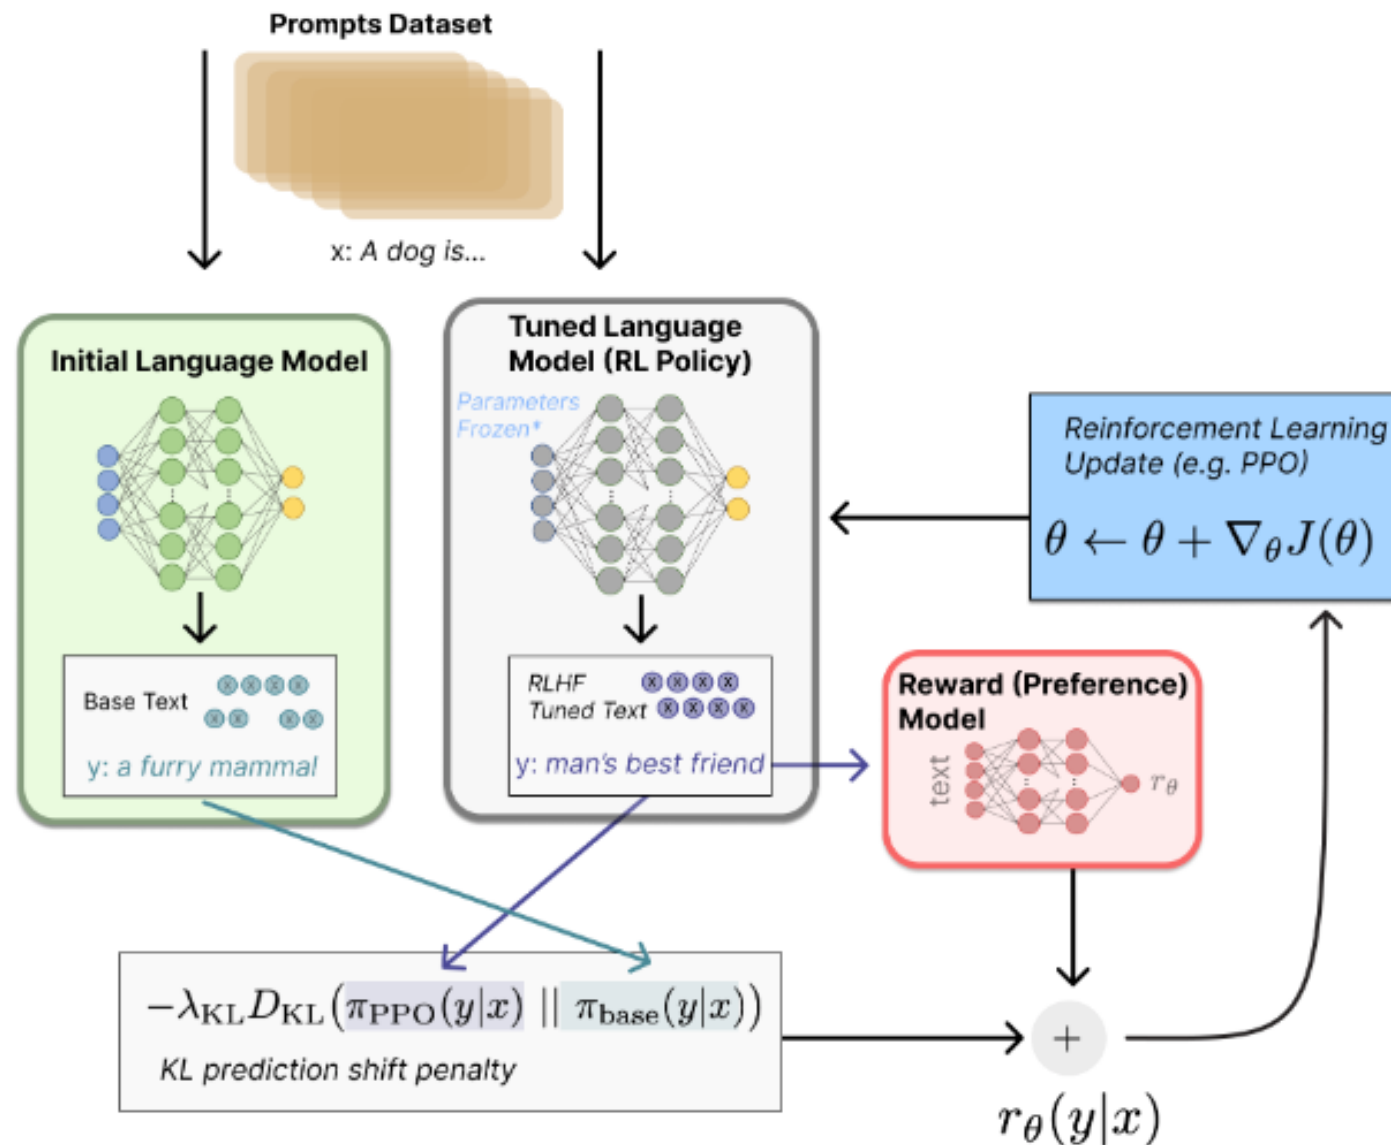 Prompts Dataset
x: A dog is...
Initial Language Model
Base Text
x x x x
x x x x
y: a furry mammal
Tuned Language
Model (RL Policy)
Parameters
Frozen*
RLHF
Tuned Text
x x x x
x x x x
y: man's best friend
Reinforcement Learning
Update (e.g. PPO)
θ ← θ + ∇θJ(θ)
Reward (Preference)
Model
text
rθ
−λKL DKL(πPPO(y|x) || πbase(y|x))
KL prediction shift penalty
+
rθ(y|x)